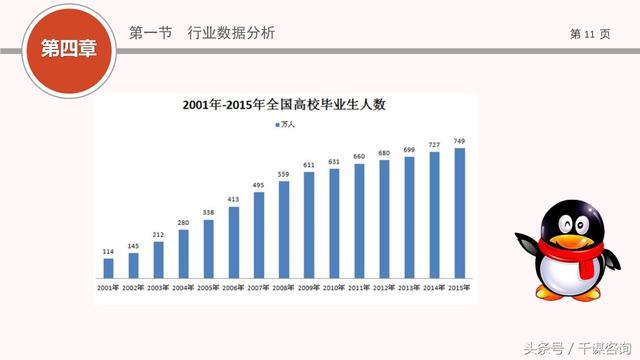 第四章
第一节 行业数据分析
第 11 页
2001年-2015年全国高校毕业生人数
万人
114 145 212 280 338 413 495 559 611 631 660 680 699 727 749
2001年 2002年 2003年 2004年 2005年 2006年 2007年 2008年 2009年 2010年 2011年 2012年 2013年 2014年 2015年
头条号／千谋咨询